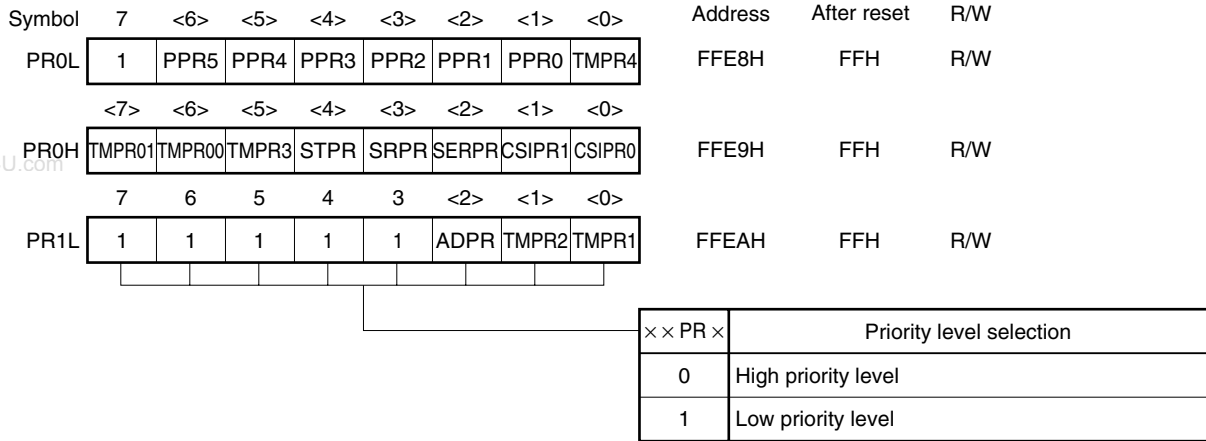 Symbol 7 <6> <5> <4> <3> <2> <1> <0> Address After reset R/W
PR0L 1 PPR5 PPR4 PPR3 PPR2 PPR1 PPR0 TMPR4 FFE8H FFH R/W
<7> <6> <5> <4> <3> <2> <1> <0>
PR0H TMPR01 TMPR00 TMPR3 STPR SRPR SERPR CSIPR1 CSIPR0 FFE9H FFH R/W
U.com
7 6 5 4 3 <2> <1> <0>
PR1L 1 1 1 1 1 ADPR TMPR2 TMPR1 FFEAH FFH R/W
××PR× Priority level selection
0 High priority level
1 Low priority level